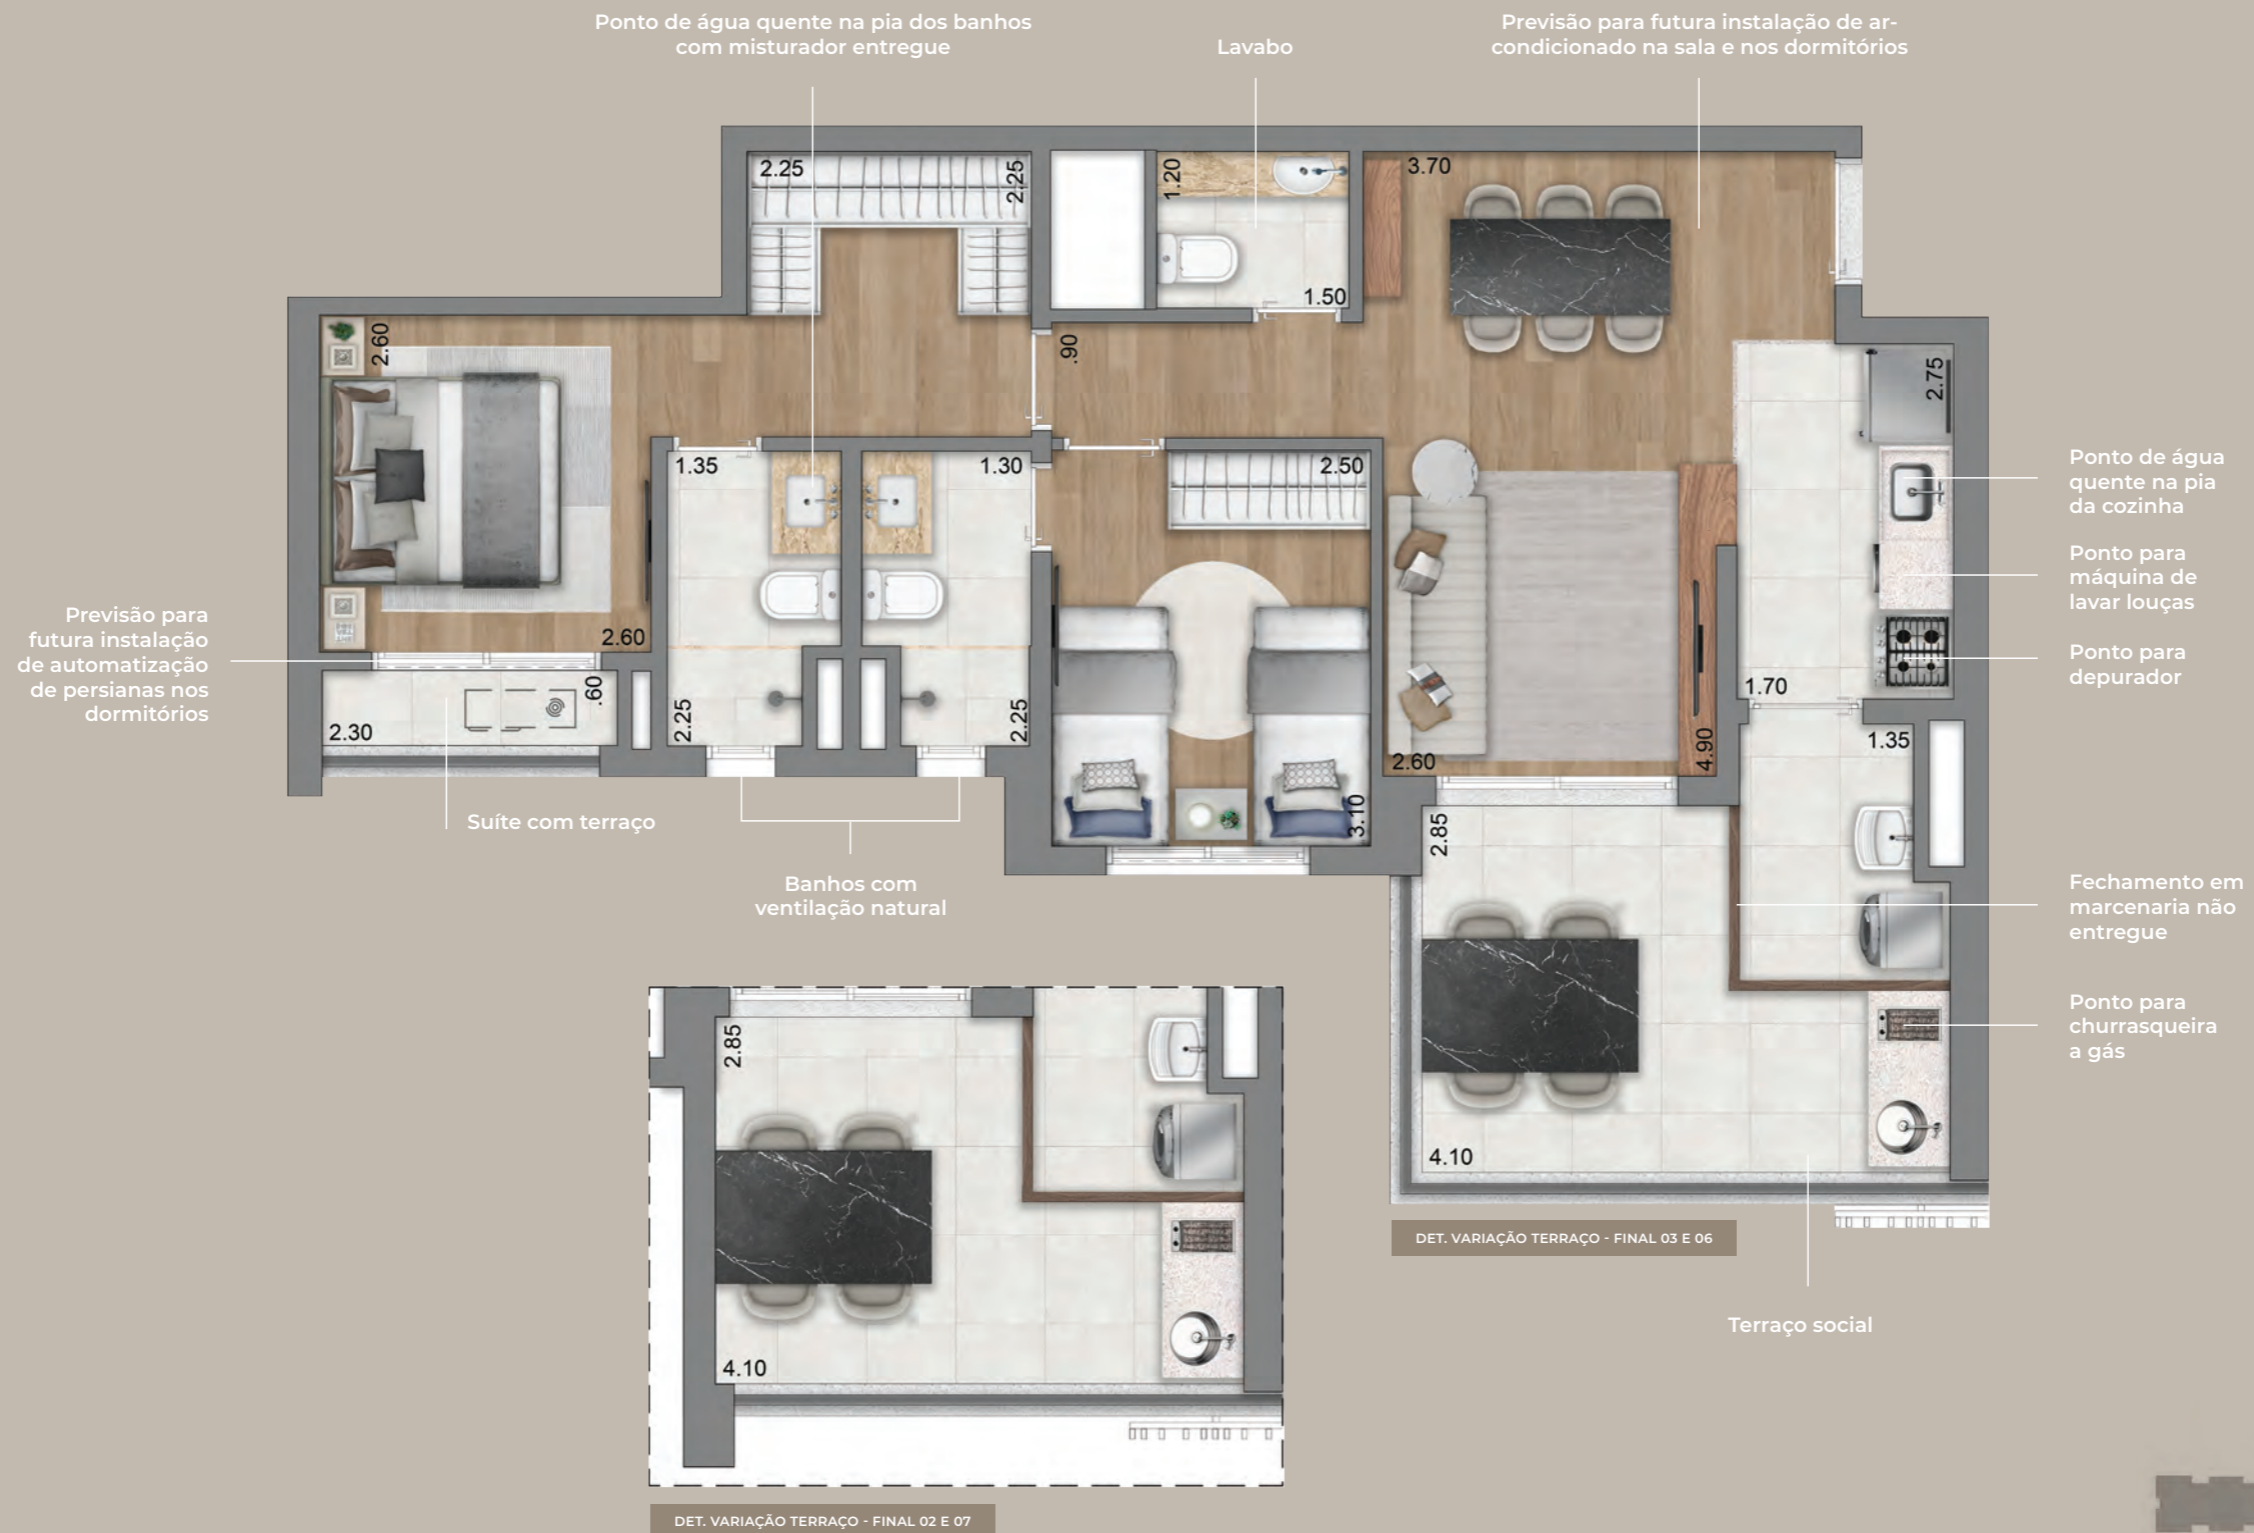 Ponto de água quente na pia dos banhos
com misturador entregue
Lavabo
Previsão para futura instalação de ar-
condicionado na sala e nos dormitórios
2.25
2.25
1.20
1.50
3.70
2.60
.90
2.75
1.35
1.30
2.50
Ponto de água
quente na pia
da cozinha
Ponto para
máquina de
lavar louças
Ponto para
depurador
Previsão para
futura instalação
de automatização
de persianas nos
dormitórios
2.60
.60
2.30
2.25
2.25
3.10
2.60
4.90
1.70
1.35
Suíte com terraço
Banhos com
ventilação natural
2.85
4.10
Fechamento em
marcenaria não
entregue
Ponto para
churrasqueira
a gás
DET. VARIAÇÃO TERRAÇO - FINAL 03 E 06
Terraço social
2.85
4.10
DET. VARIAÇÃO TERRAÇO - FINAL 02 E 07